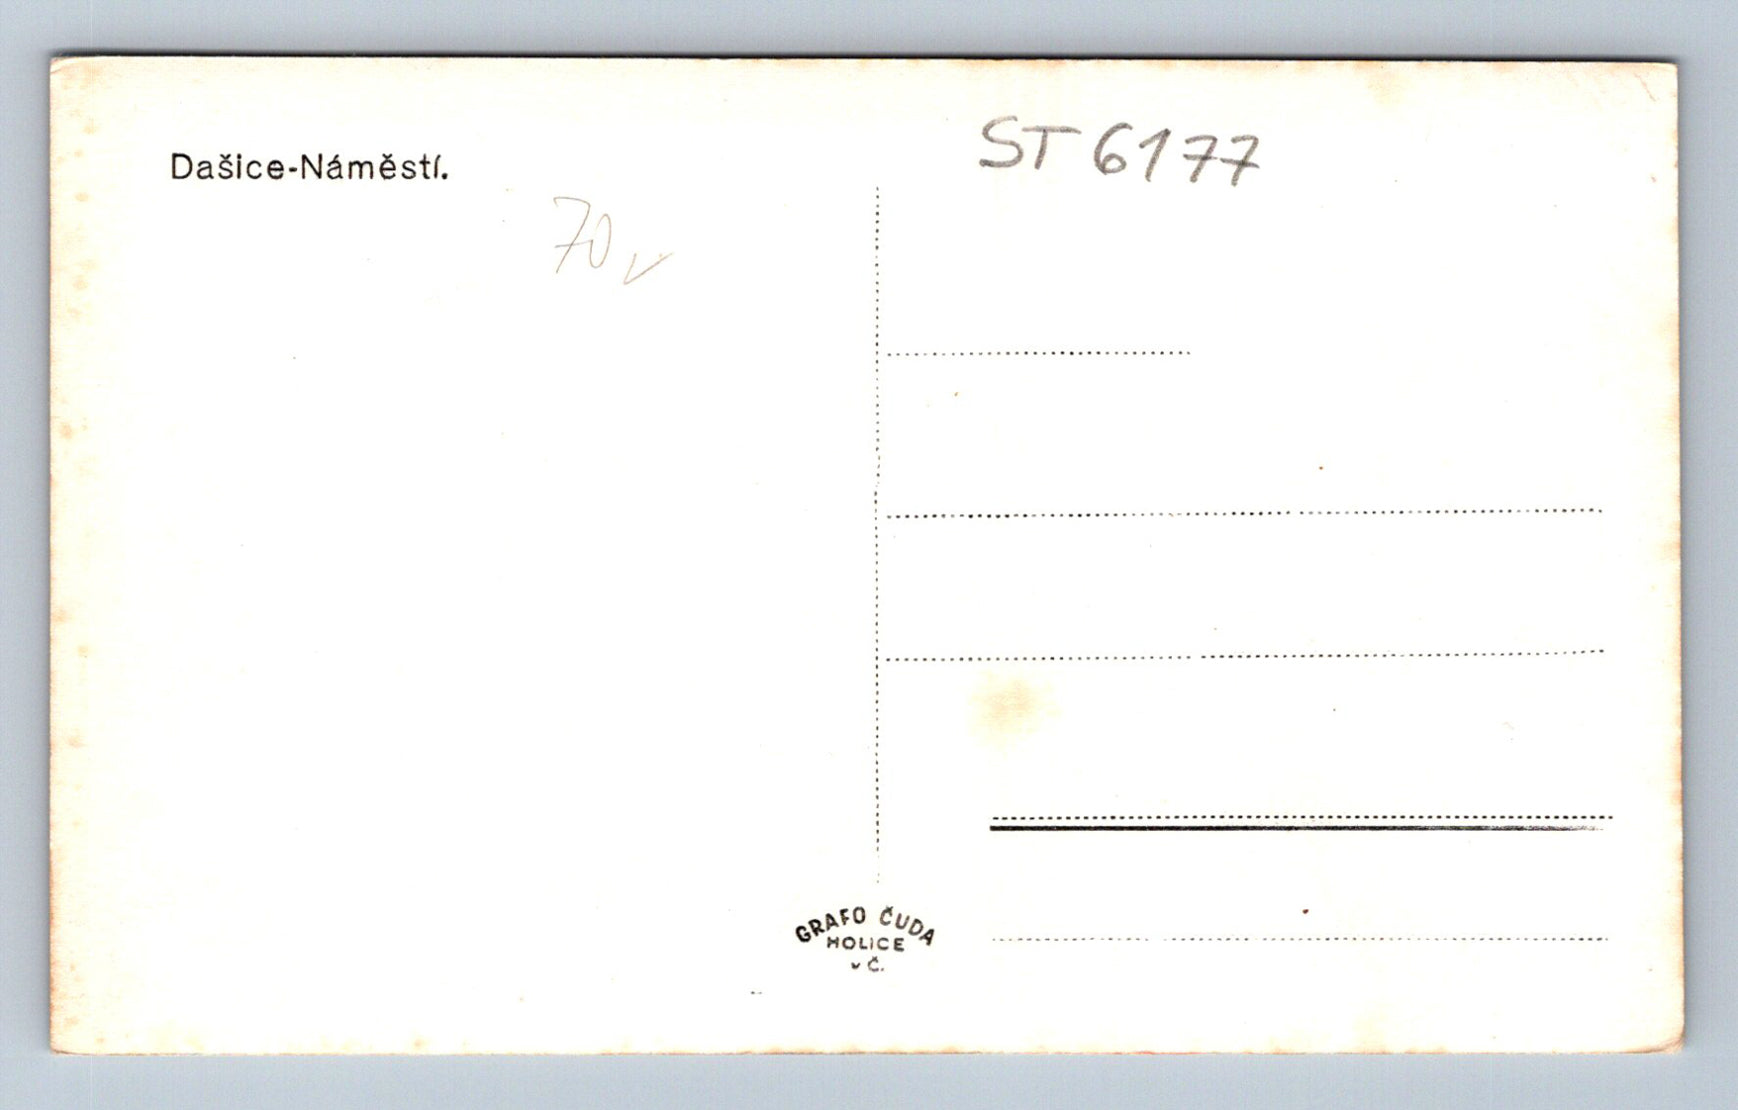 Dašice-Náměstí.
ST 6177
70
GRAFO ČUDA
HOLICE
v Č.